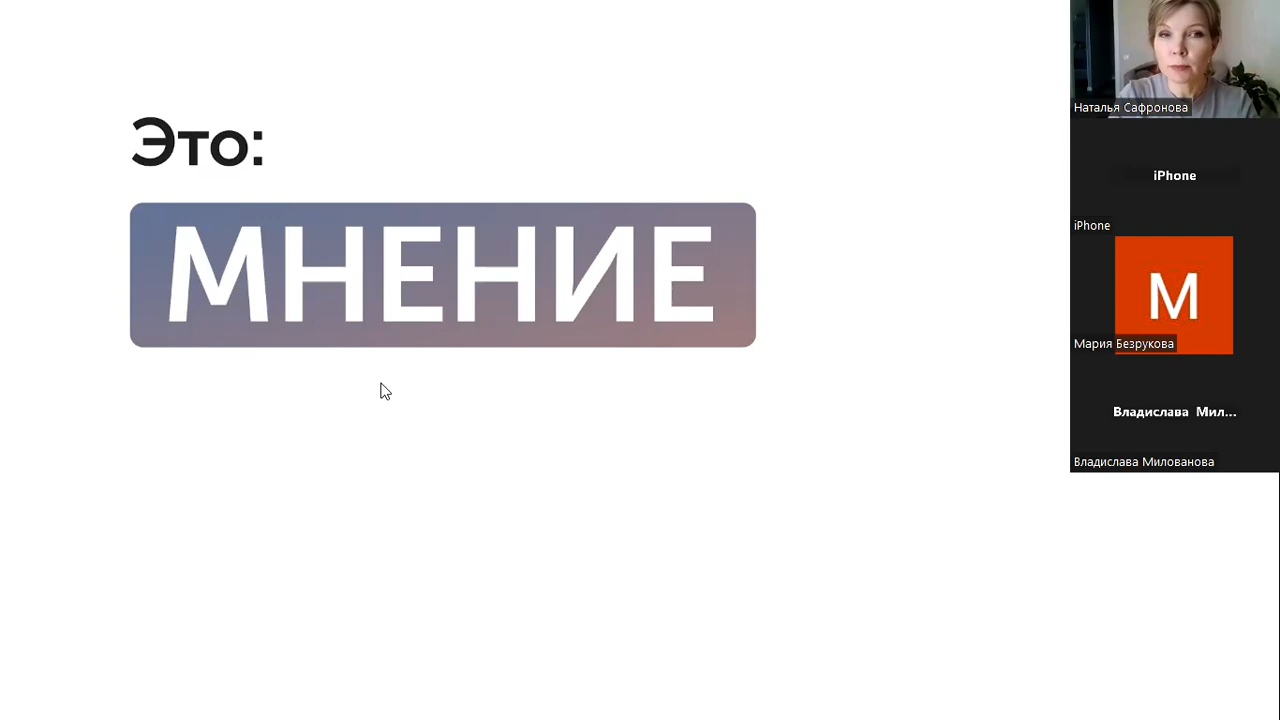 Это:
МНЕНИЕ
Наталья Сафронова
iPhone
iPhone
М
Мария Безрукова
Владислава Мил...
Владислава Милованова